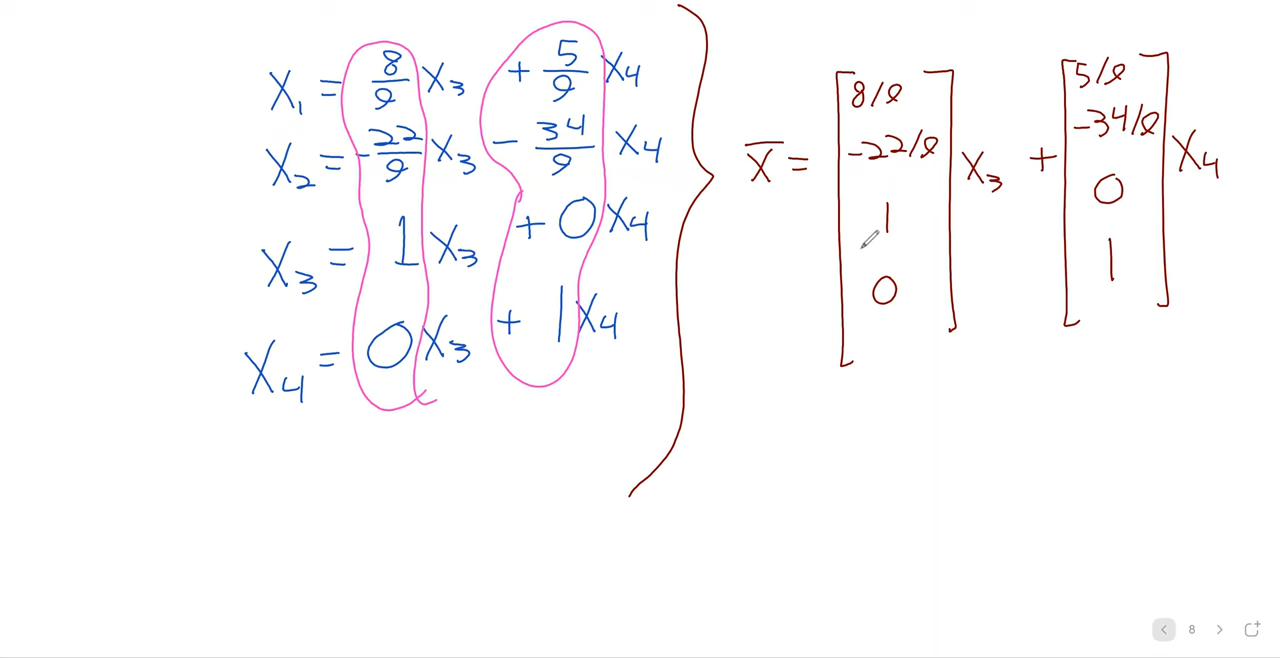 X₁ = 8/9 X₃ + 5/9 X₄
X₂ = -22/9 X₃ - 34/9 X₄
X₃ = 1 X₃ + 0 X₄
X₄ = 0 X₃ + 1 X₄
X̄ = [8/9 -22/9 1 0] X₃ + [5/9 -34/9 0 1] X₄
8